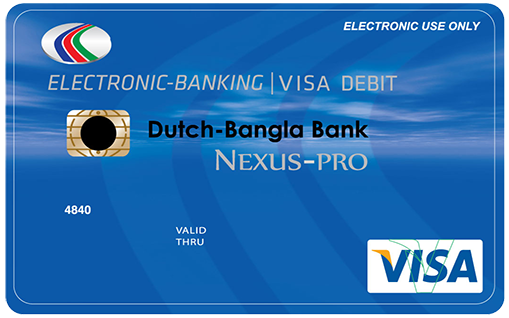 ELECTRONIC USE ONLY
ELECTRONIC-BANKING | VISA DEBIT
Dutch-Bangla Bank
NEXUS-PRO
4840
VALID
THRU
VISA